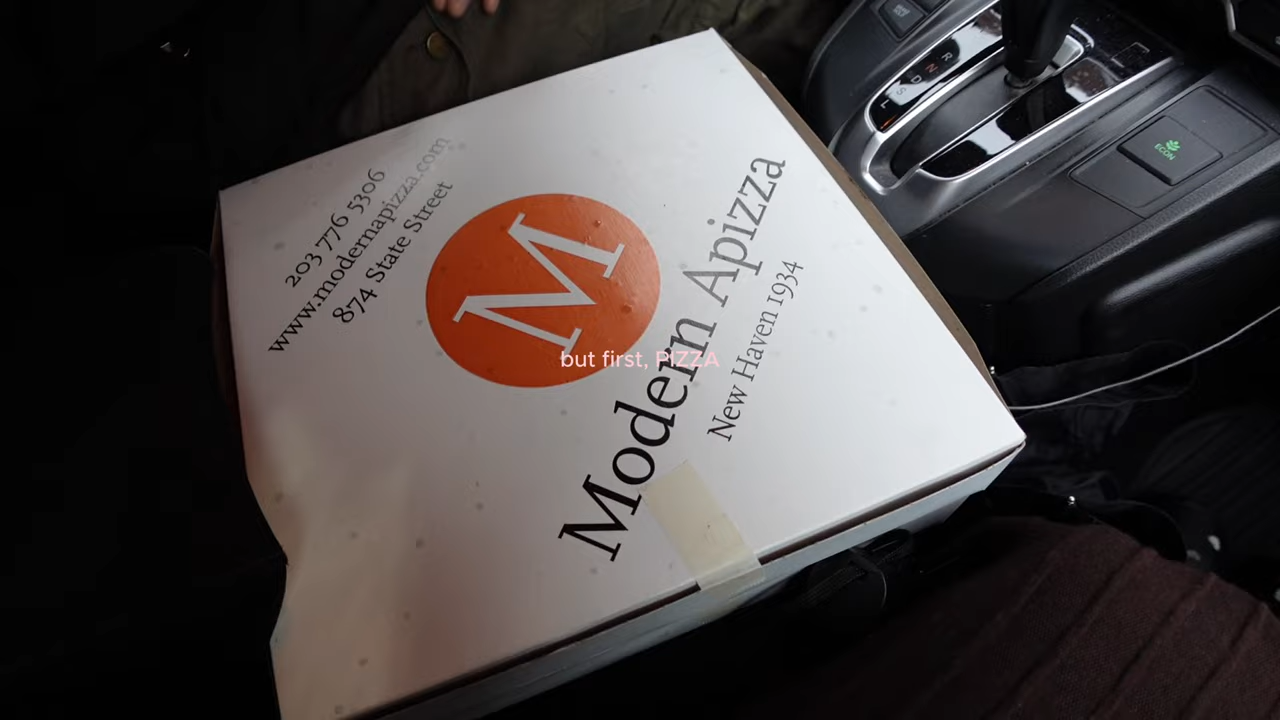 203 776 5306
www.modernapizza.com
874 State Street
M
Modern Apizza
New Haven 1934
but first, PIZZA
R
N
D
S
L
ECON